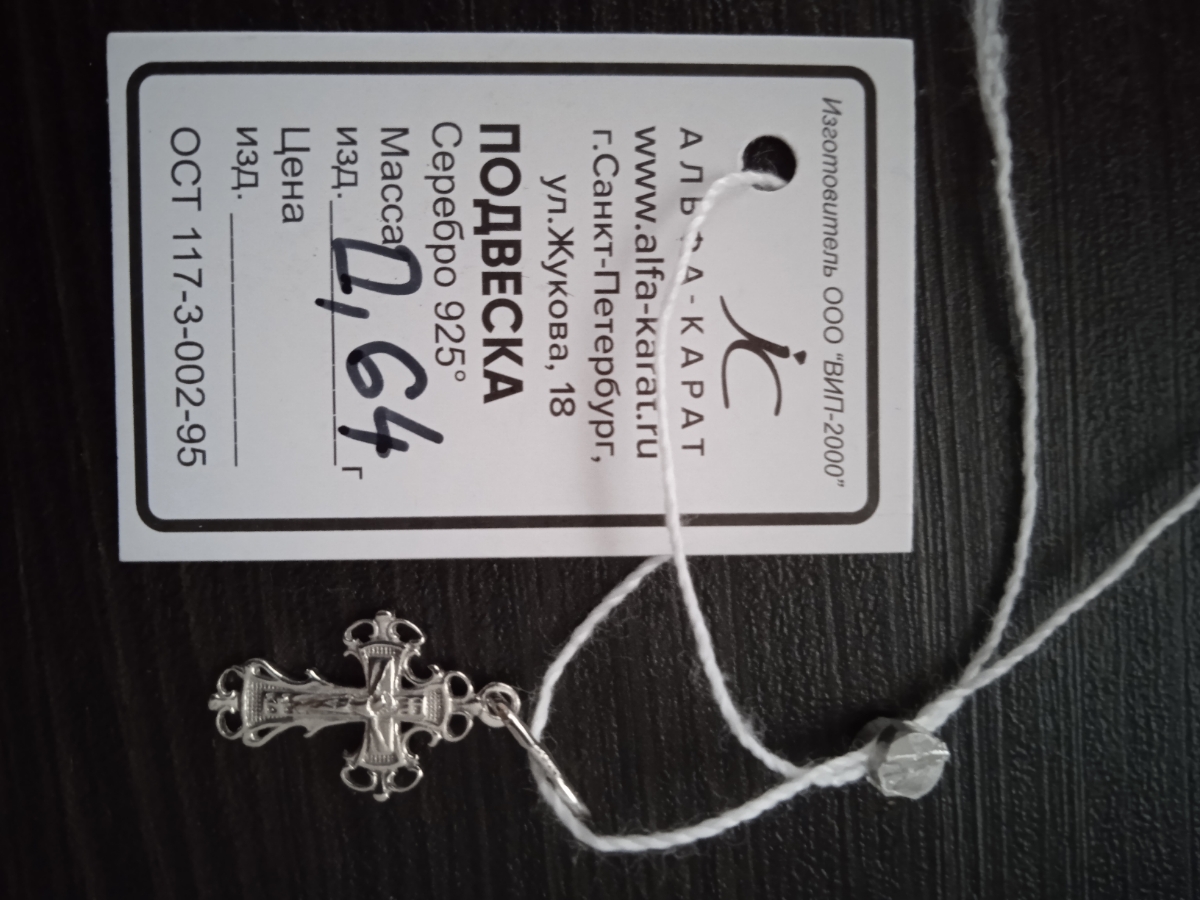 Изготовитель ООО "ВИП-2000"
АЛЬФА-КАРАТ
www.alfa-karat.ru
г.Санкт-Петербург,
ул.Жукова, 18
ПОДВЕСКА
Серебро 925°
Масса
изд. 0,64 г
Цена
изд.
ОСТ 117-3-002-95